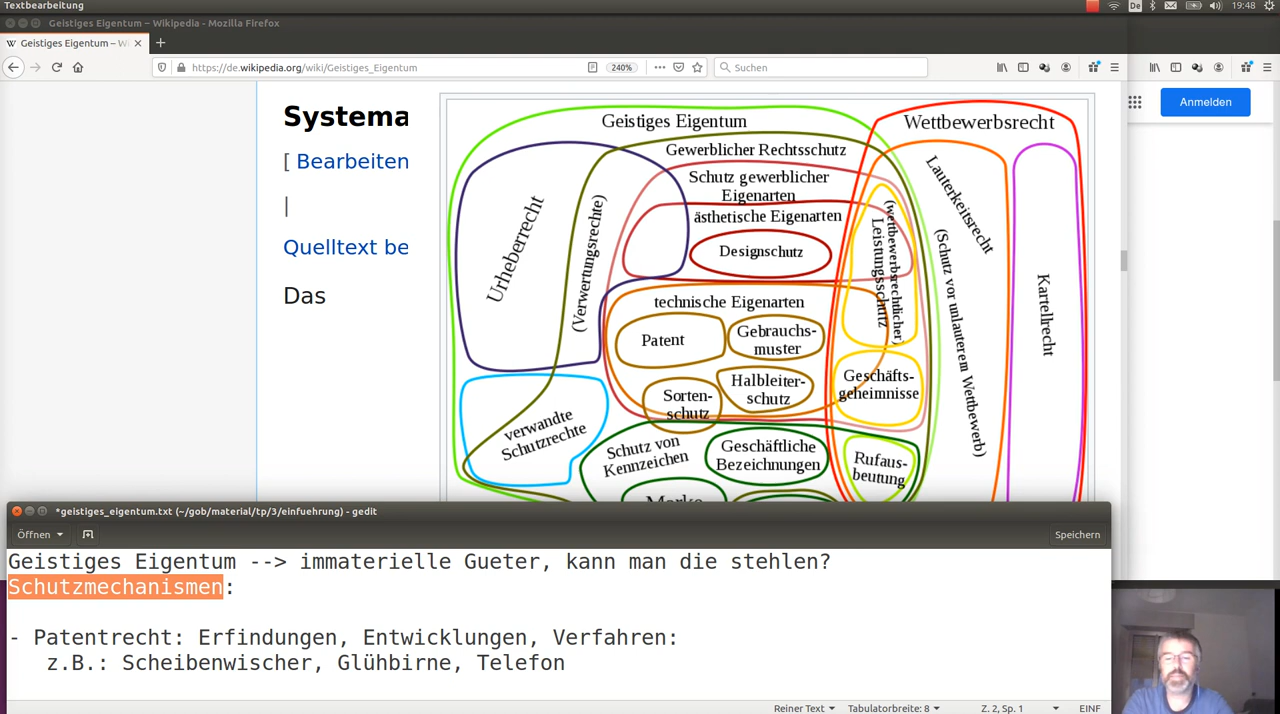 Textbearbeitung
De
19:48
Geistiges Eigentum – Wikipedia - Mozilla Firefox
W Geistiges Eigentum – Wi
https://de.wikipedia.org/wiki/Geistiges_Eigentum
240%
Suchen
Anmelden
Systema
[ Bearbeiten
|
Quelltext be
Das
Geistiges Eigentum
Wettbewerbsrecht
Gewerblicher Rechtsschutz
Schutz gewerblicher
Eigenarten
ästhetische Eigenarten
Designschutz
Urheberrecht
(Verwertungsrechte)
technische Eigenarten
Patent
Gebrauchs-
muster
Sorten-
schutz
Halbleiter-
schutz
(wettbewerbsrechtlicher)
Leistungsschutz
Lauterkeitsrecht
(Schutz vor unlauterem Wettbewerb)
Kartellrecht
Geschäfts-
geheimnisse
verwandte
Schutzrechte
Schutz von
Kennzeichen
Geschäftliche
Bezeichnungen
Rufaus-
beutung
Marke
*geistiges_eigentum.txt (~/gob/material/tp/3/einfuehrung) - gedit
Öffnen
Speichern
Geistiges Eigentum --> immaterielle Gueter, kann man die stehlen?
Schutzmechanismen:
- Patentrecht: Erfindungen, Entwicklungen, Verfahren:
z.B.: Scheibenwischer, Glühbirne, Telefon
Reiner Text
Tabulatorbreite: 8
Z. 2, Sp. 1
EINF